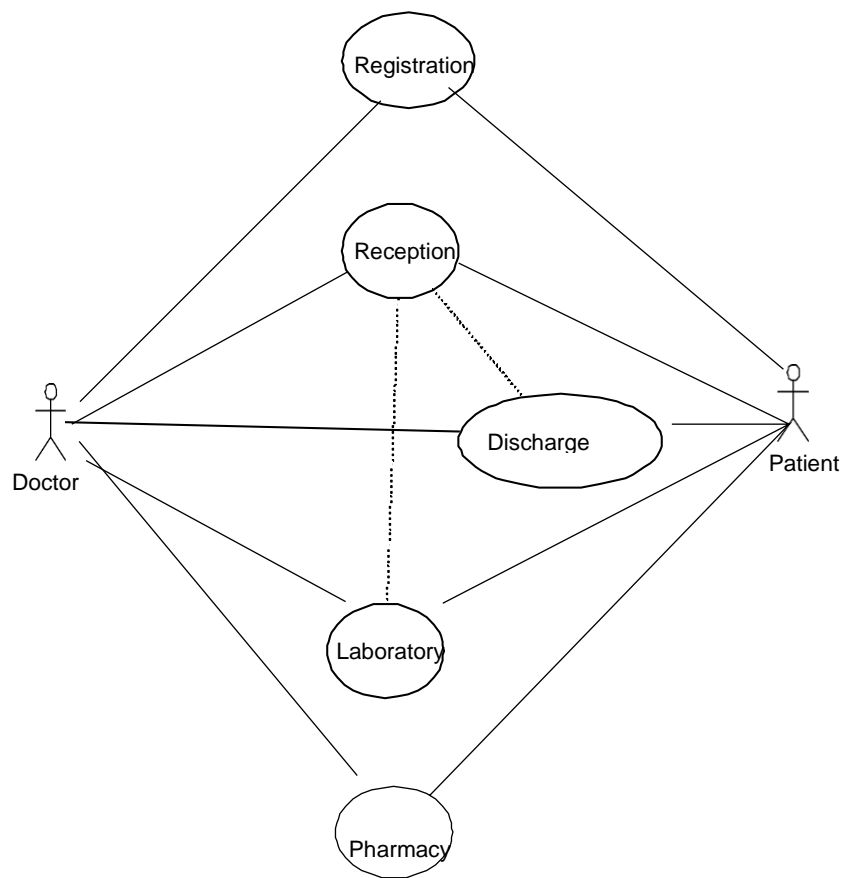 Registration
Reception
Discharge
Doctor
Patient
Laboratory
Pharmacy